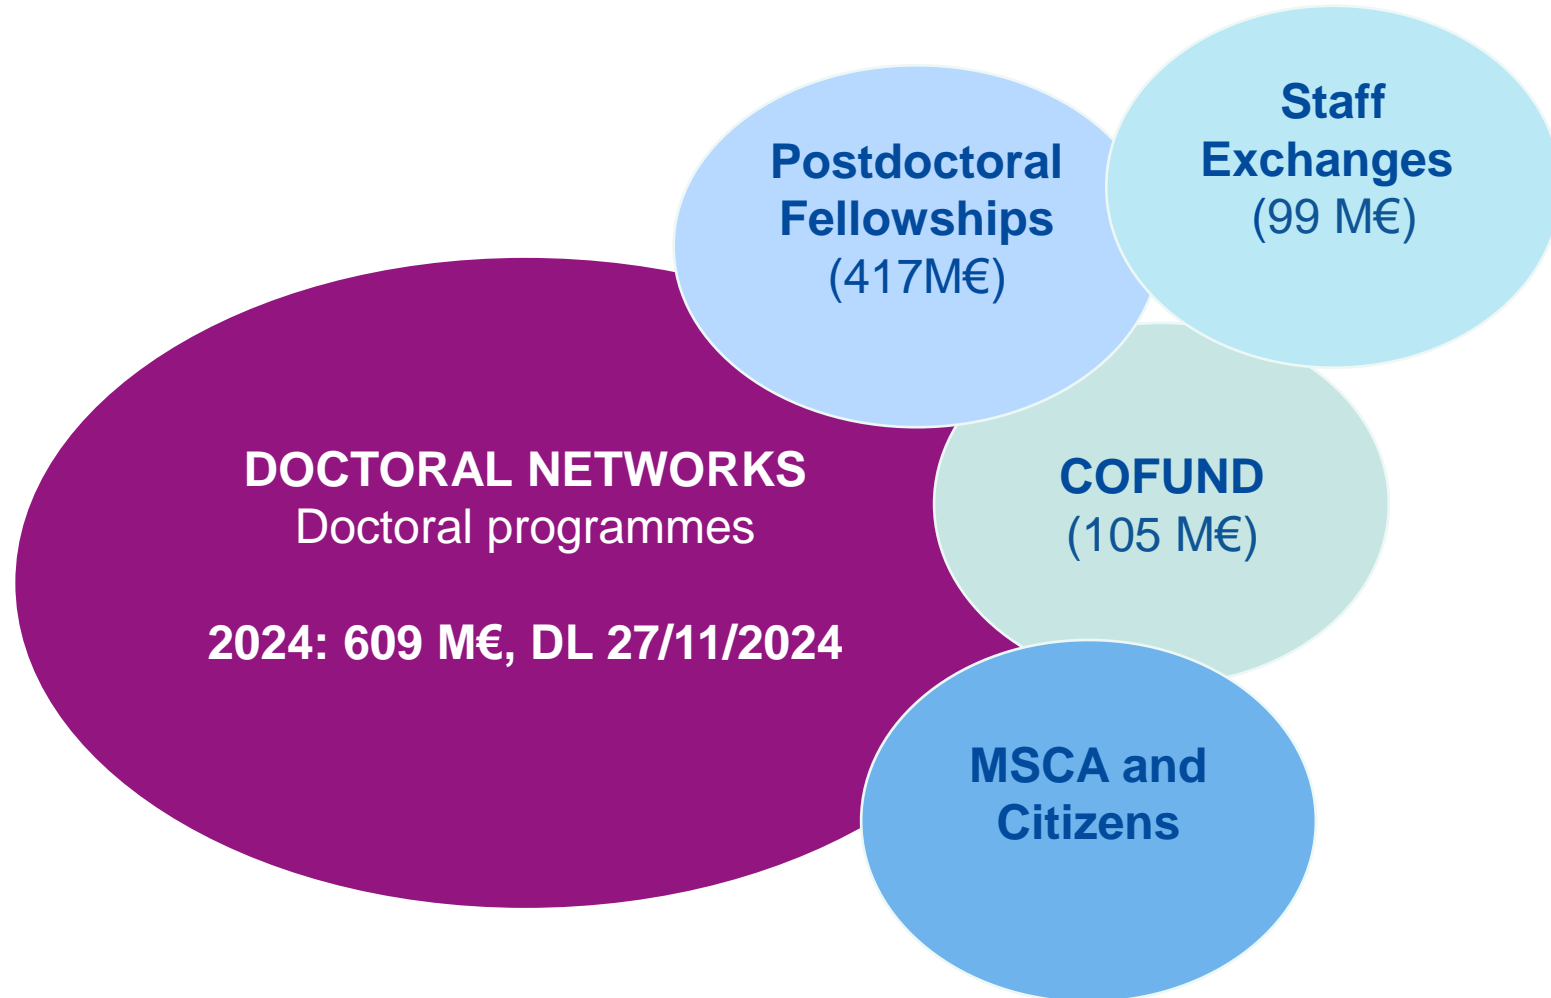 Staff
Exchanges
(99 M€)
Postdoctoral
Fellowships
(417M€)
DOCTORAL NETWORKS
Doctoral programmes
2024: 609 M€, DL 27/11/2024
COFUND
(105 M€)
MSCA and
Citizens